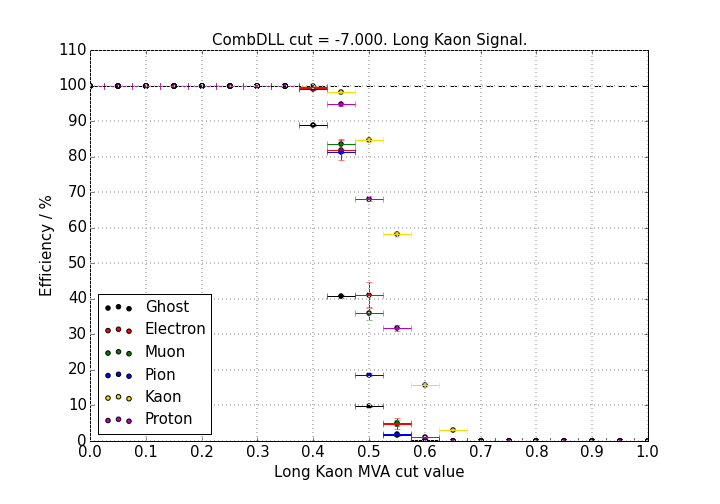 CombDLL cut = -7.000. Long Kaon Signal.
110
100
90
80
70
60
50
40
30
20
10
0
Efficiency / %
Ghost
Electron
Muon
Pion
Kaon
Proton
0.0 0.1 0.2 0.3 0.4 0.5 0.6 0.7 0.8 0.9 1.0
Long Kaon MVA cut value